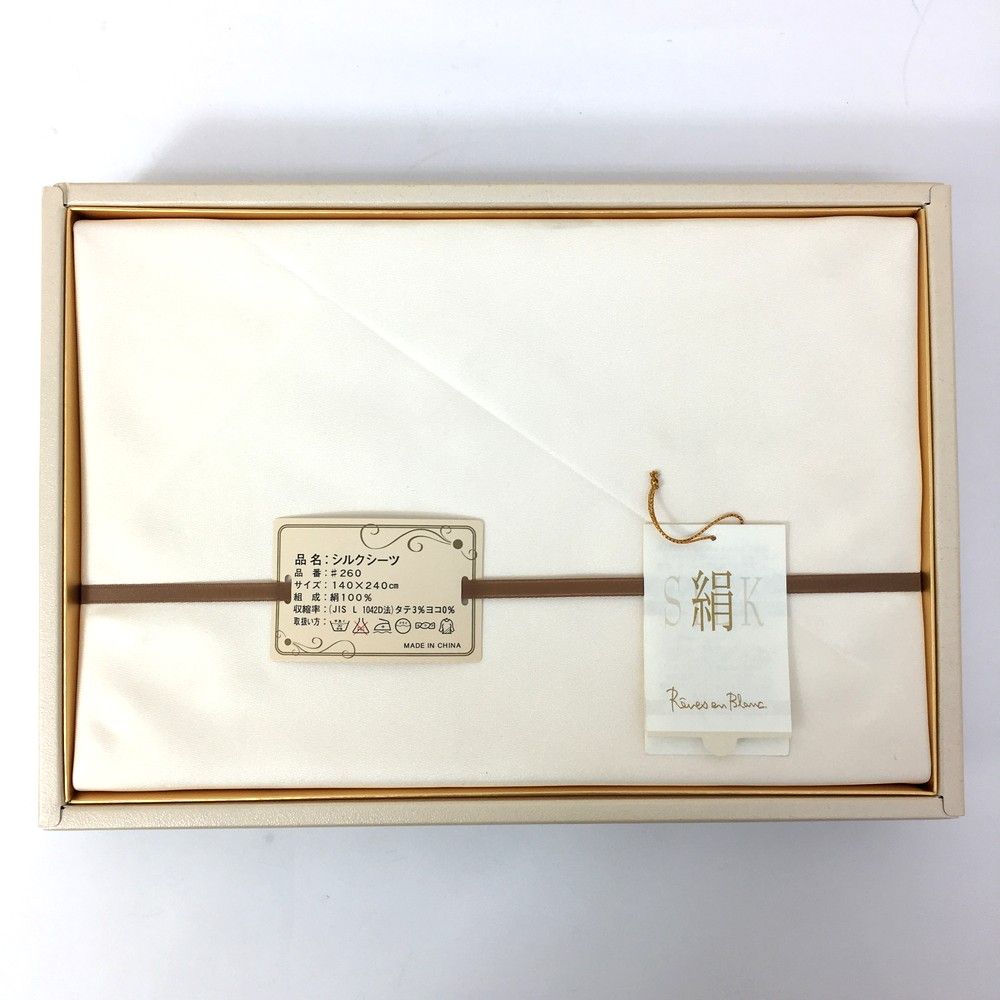 品名：シルクシーツ
品 番：＃260
サイズ：140×240㎝
組 成：絹100％
収縮率：(JIS L 1042D法)タテ3％ヨコ0％
取扱い方：
MADE IN CHINA
絹
S K
Rêves en Blanc